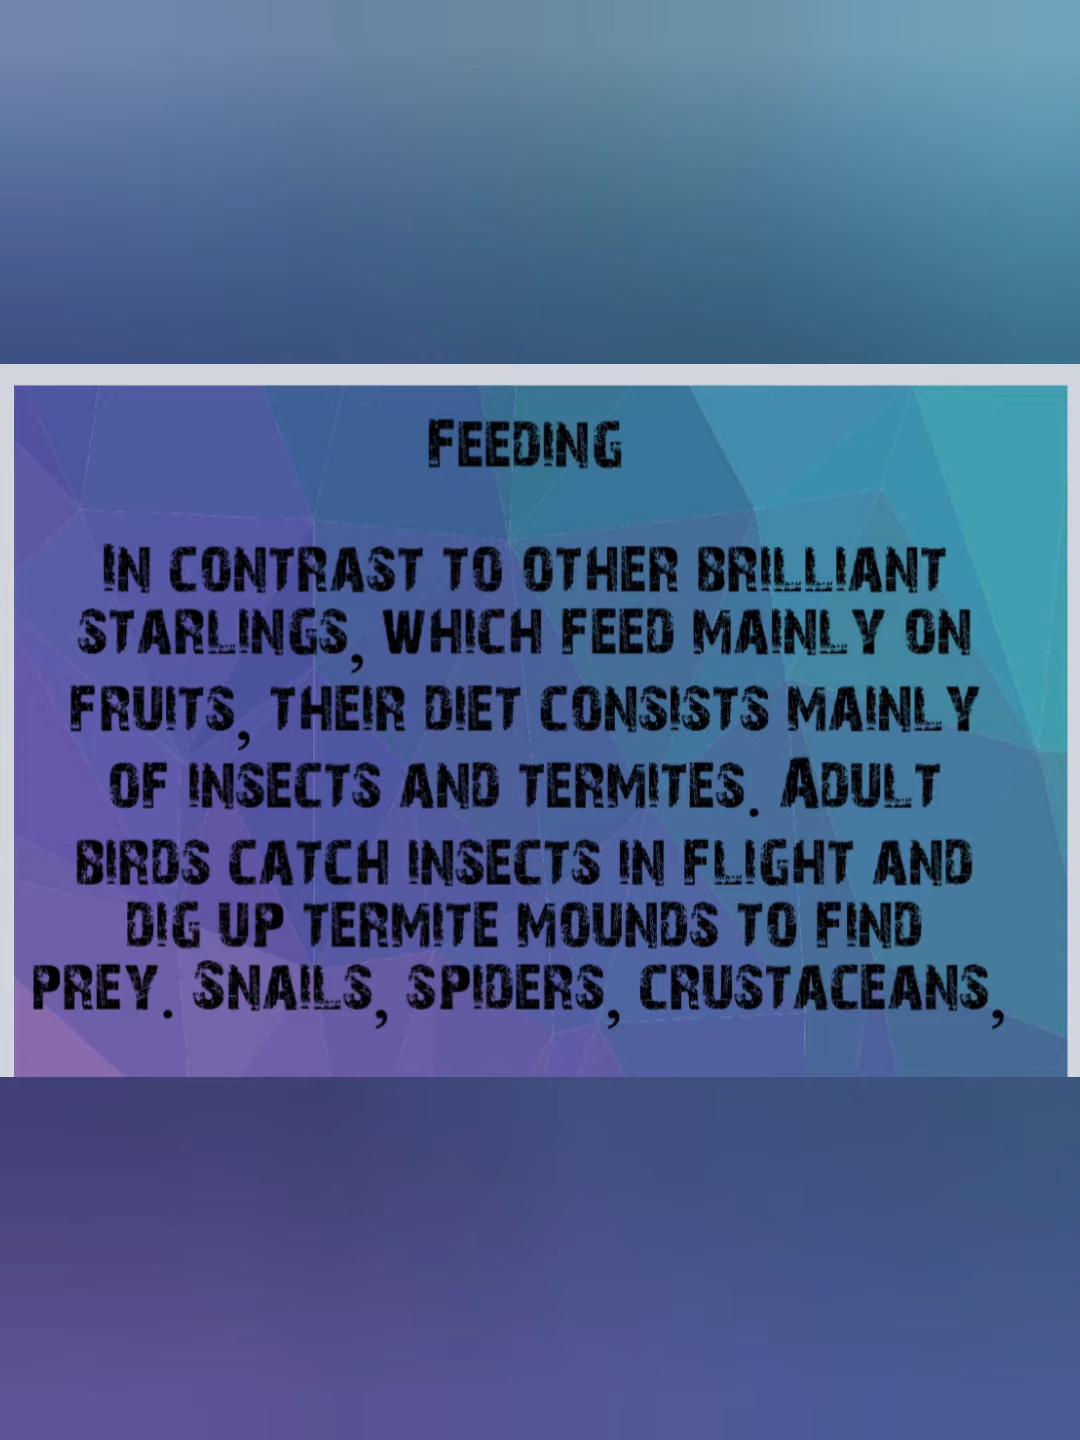 Feeding
In contrast to other brilliant
starlings, which feed mainly on
fruits, their diet consists mainly
of insects and termites. Adult
birds catch insects in flight and
dig up termite mounds to find
prey. Snails, spiders, crustaceans,